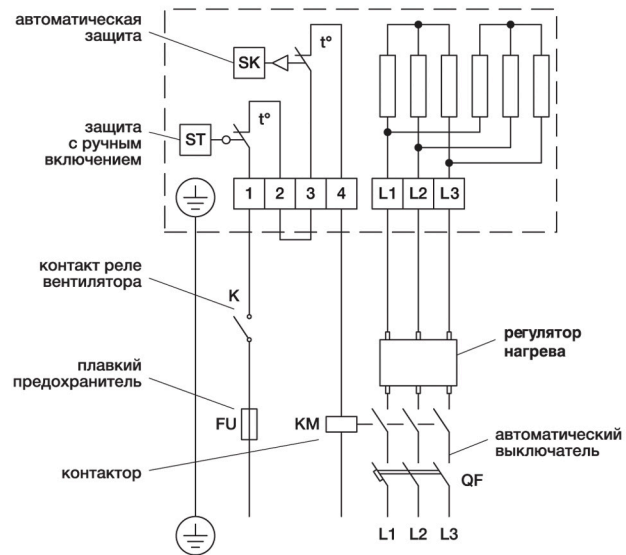 автоматическая
защита
SK
t°
защита
с ручным
включением
ST
t°
1 2 3 4 L1 L2 L3
контакт реле
вентилятора
K
регулятор
нагрева
плавкий
предохранитель
FU
KM
автоматический
выключатель
контактор
QF
L1 L2 L3